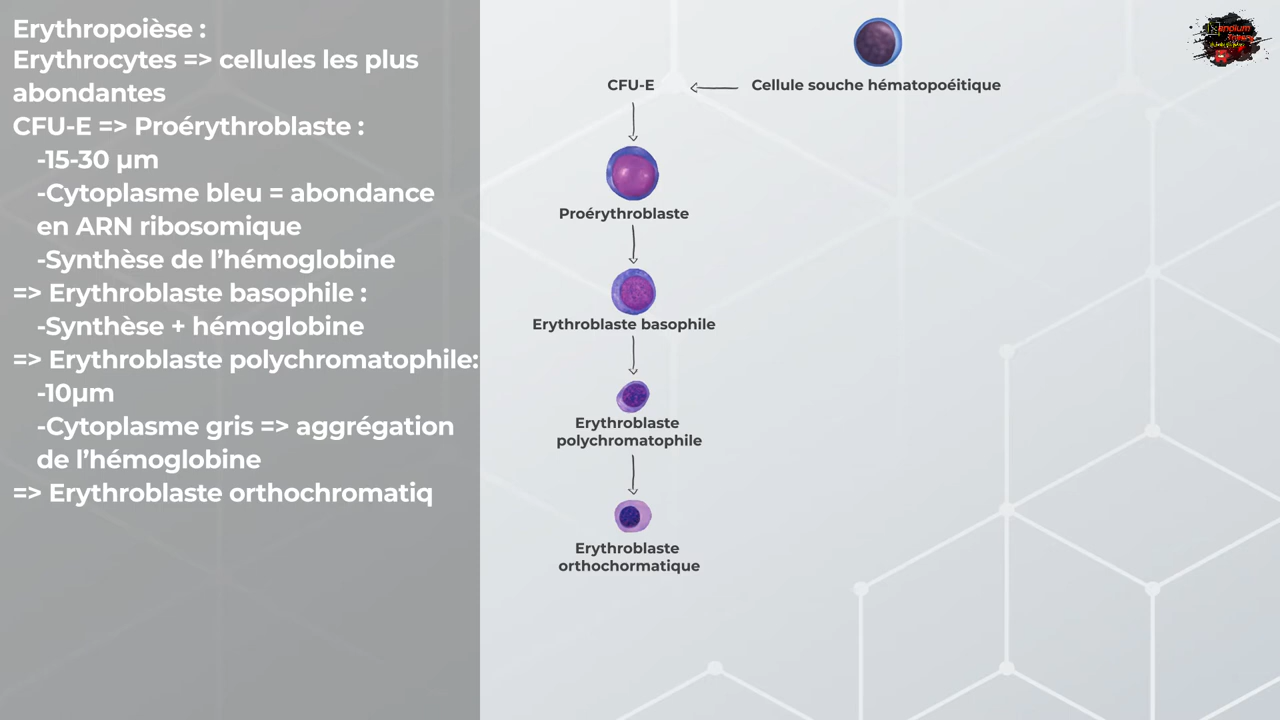 Erythropoièse :
Erythrocytes => cellules les plus
abondantes
CFU-E => Proérythroblaste :
-15-30 µm
-Cytoplasme bleu = abondance
en ARN ribosomique
-Synthèse de l’hémoglobine
=> Erythroblaste basophile :
-Synthèse + hémoglobine
=> Erythroblaste polychromatophile:
-10µm
-Cytoplasme gris => aggrégation
de l’hémoglobine
=> Erythroblaste orthochromatiq
Cellule souche hématopoéitique
CFU-E
Proérythroblaste
Erythroblaste basophile
Erythroblaste
polychromatophile
Erythroblaste
orthochormatique